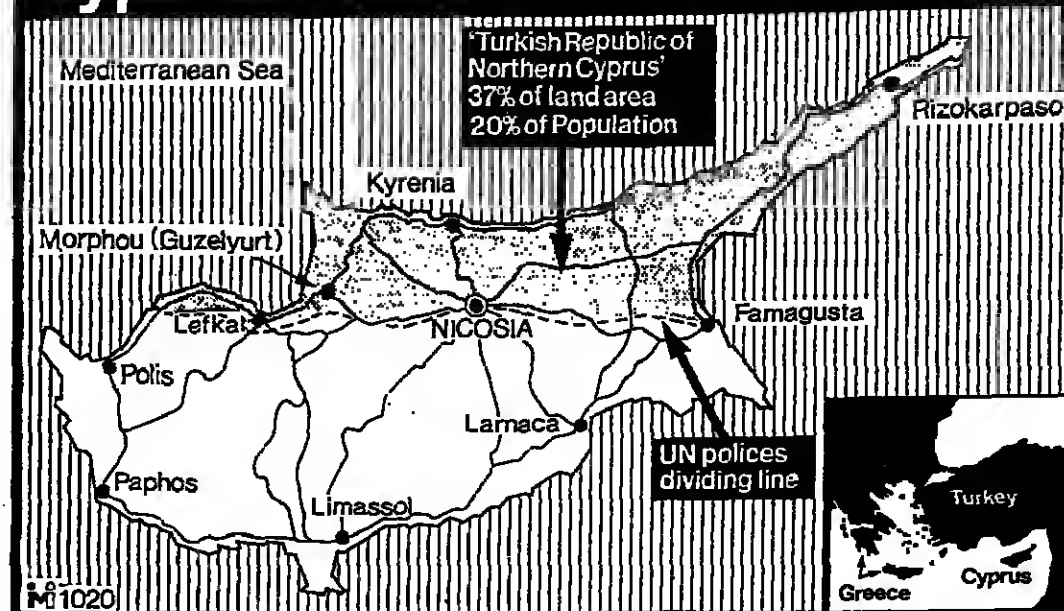 'Turkish Republic of
Northern Cyprus'
37% of land area
20% of Population
Mediterranean Sea
Rizokarpaso
Kyrenia
Morphou (Guzelyurt)
Lefka
NICOSIA
Famagusta
Polis
Larnaca
UN polices
dividing line
Paphos
Limassol
Turkey
Greece
Cyprus
1020